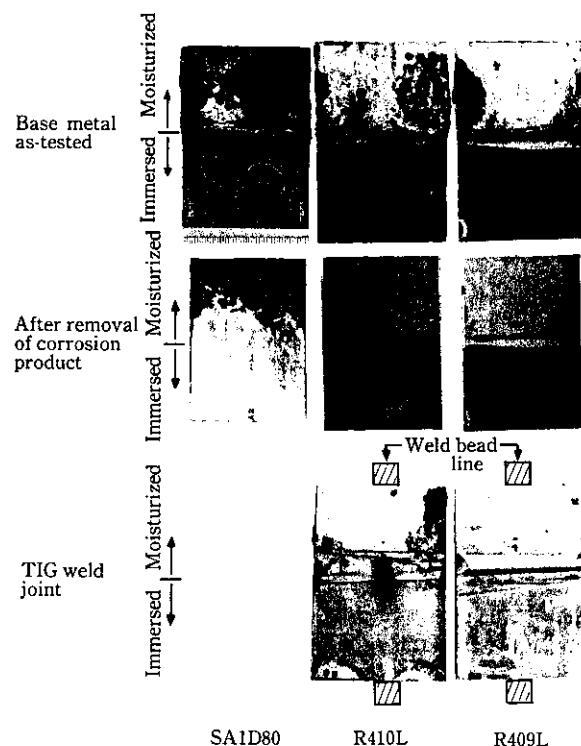 Moisturized
Base metal
as-tested
Immersed
Moisturized
After removal
of corrosion
product
Immersed
Weld bead
line
Moisturized
TIG weld
joint
Immersed
SA1D80
R410L
R409L